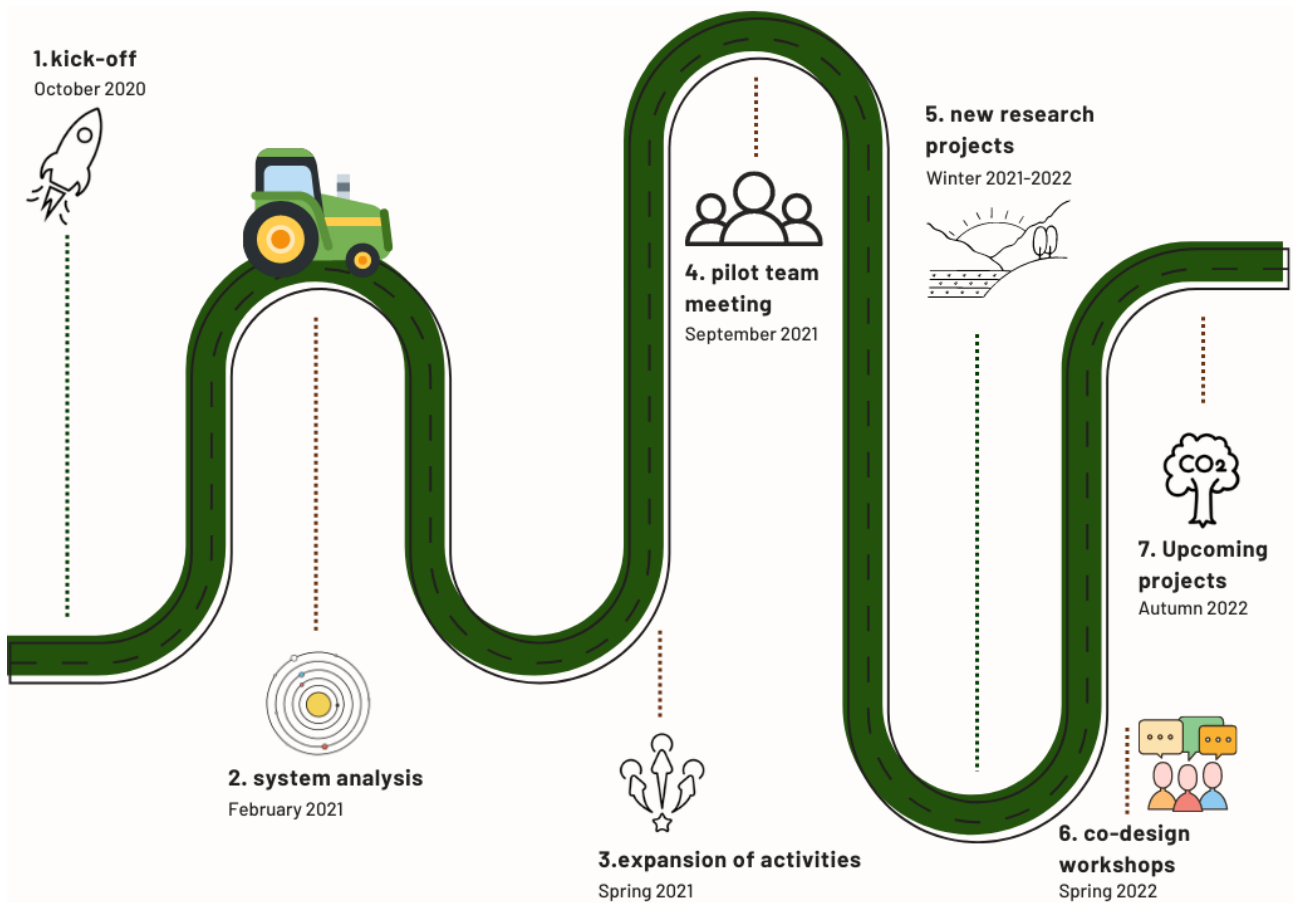 1.kick-off
October 2020
2. system analysis
February 2021
3.expansion of activities
Spring 2021
4. pilot team
meeting
September 2021
5. new research
projects
Winter 2021-2022
6. co-design
workshops
Spring 2022
CO2
7. Upcoming
projects
Autumn 2022